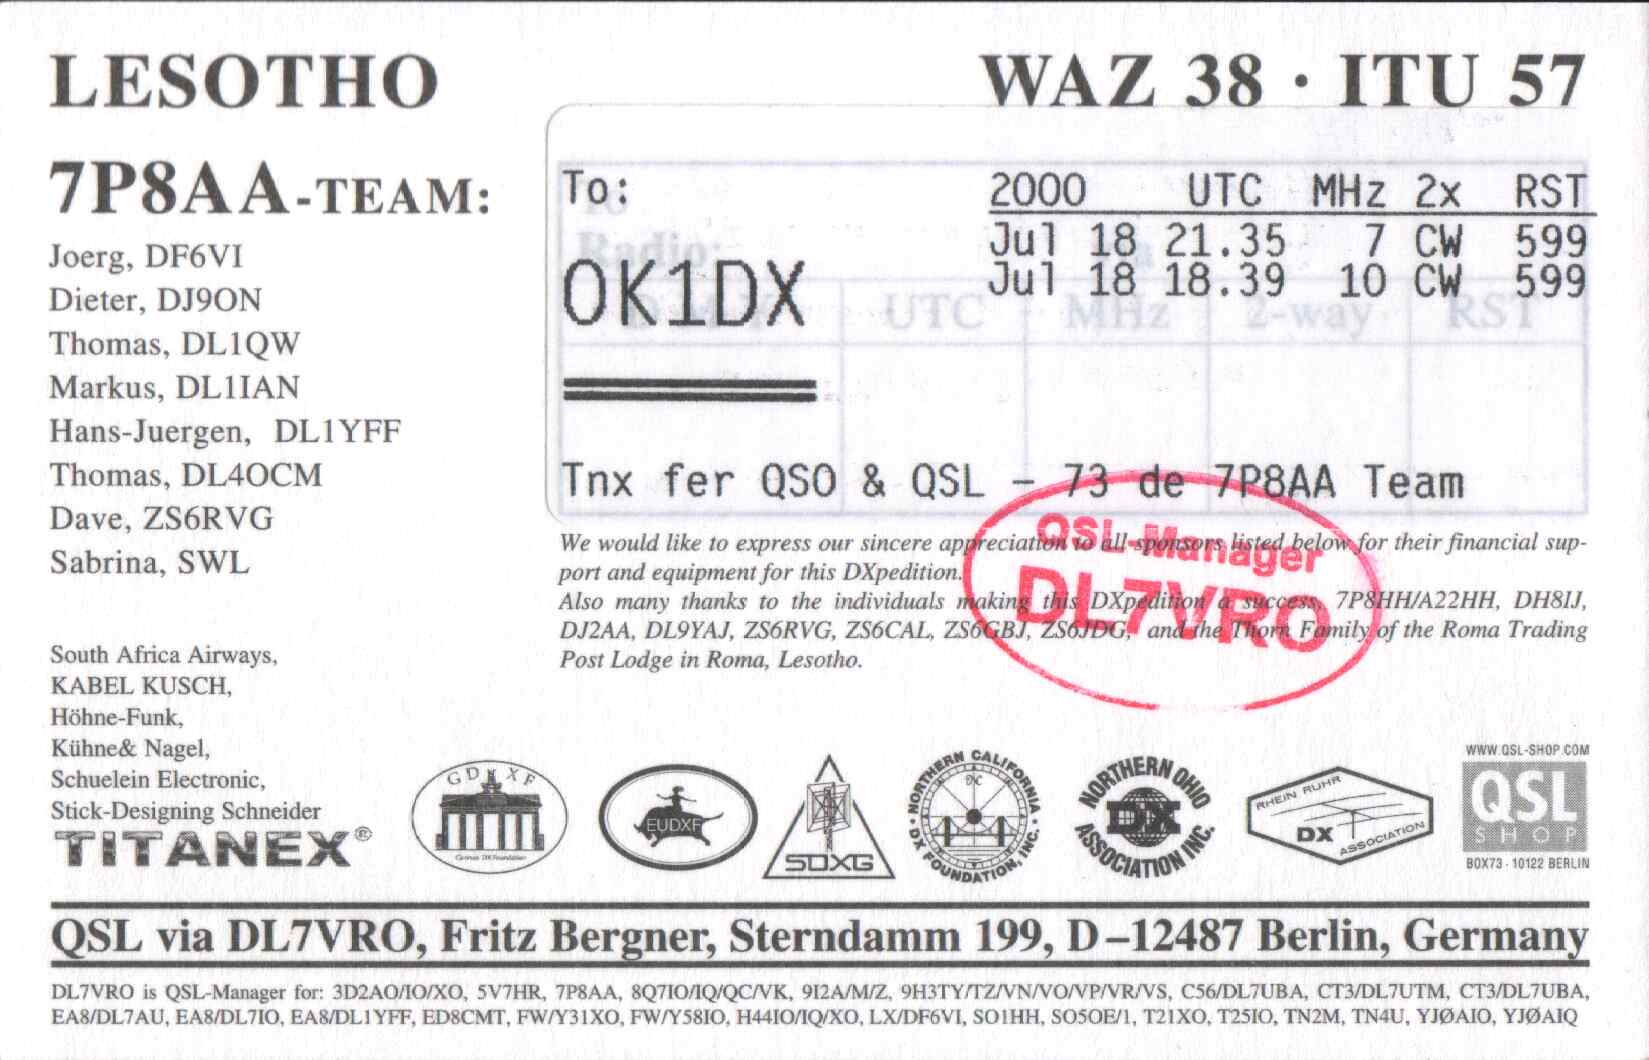 LESOTHO
WAZ 38 · ITU 57
7P8AA-TEAM:
Joerg, DF6VI
Dieter, DJ9ON
Thomas, DL1QW
Markus, DL1IAN
Hans-Juergen, DL1YFF
Thomas, DL4OCM
Dave, ZS6RVG
Sabrina, SWL
To:
2000 UTC MHz 2x RST
Jul 18 21.35 7 CW 599
Jul 18 18.39 10 CW 599
OK1DX
To
Radio:
UTC MHz 2-way RST
Tnx fer QSO & QSL - 73 de 7P8AA Team
We would like to express our sincere appreciation to all sponsors listed below for their financial sup-
port and equipment for this DXpedition.
Also many thanks to the individuals making this DXpedition a success, 7P8HH/A22HH, DH8IJ,
DJ2AA, DL9YAJ, ZS6RVG, ZS6CAL, ZS6GBJ, ZS6JDG, and the Thorn Family of the Roma Trading
Post Lodge in Roma, Lesotho.
QSL-Manager
DL7VRO
South Africa Airways,
KABEL KUSCH,
Höhne-Funk,
Kühne& Nagel,
Schuelein Electronic,
Stick-Designing Schneider
TITANEX®
GDXF
German DX Foundation
EUDXF
SDXG
NORTHERN CALIFORNIA
DX FOUNDATION, INC.
NORTHERN OHIO
DX
ASSOCIATION INC.
RHEIN RUHR
DX
ASSOCIATION
WWW.QSL-SHOP.COM
QSL
SHOP
BOX73 - 10122 BERLIN
QSL via DL7VRO, Fritz Bergner, Sterndamm 199, D–12487 Berlin, Germany
DL7VRO is QSL-Manager for: 3D2AO/IO/XO, 5V7HR, 7P8AA, 8Q7IO/IQ/QC/VK, 9I2A/M/Z, 9H3TY/TZ/VN/VO/VP/VR/VS, C56/DL7UBA, CT3/DL7UTM, CT3/DL7UBA,
EA8/DL7AU, EA8/DL7IO, EA8/DL1YFF, ED8CMT, FW/Y31XO, FW/Y58IO, H44IO/IQ/XO, LX/DF6VI, SO1HH, SO5OE/1, T21XO, T25IO, TN2M, TN4U, YJØAIO, YJØAIQ